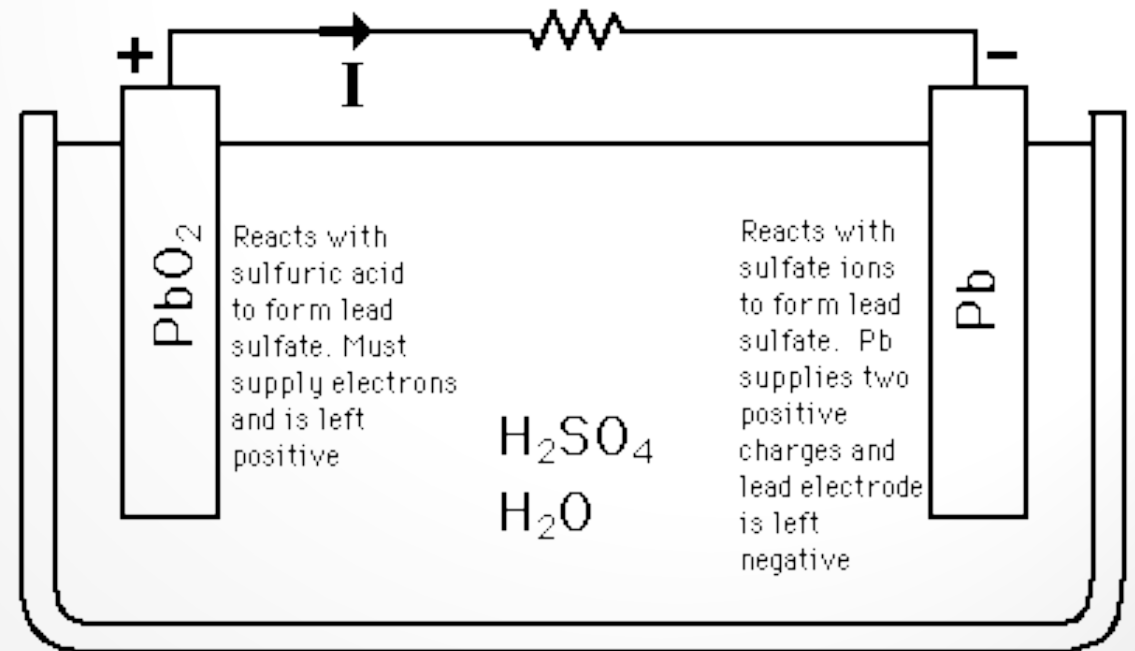 +
I
-
PbO₂
Reacts with
sulfuric acid
to form lead
sulfate. Must
supply electrons
and is left
positive
H₂SO₄
H₂O
Reacts with
sulfate ions
to form lead
sulfate. Pb
supplies two
positive
charges and
lead electrode
is left
negative
Pb